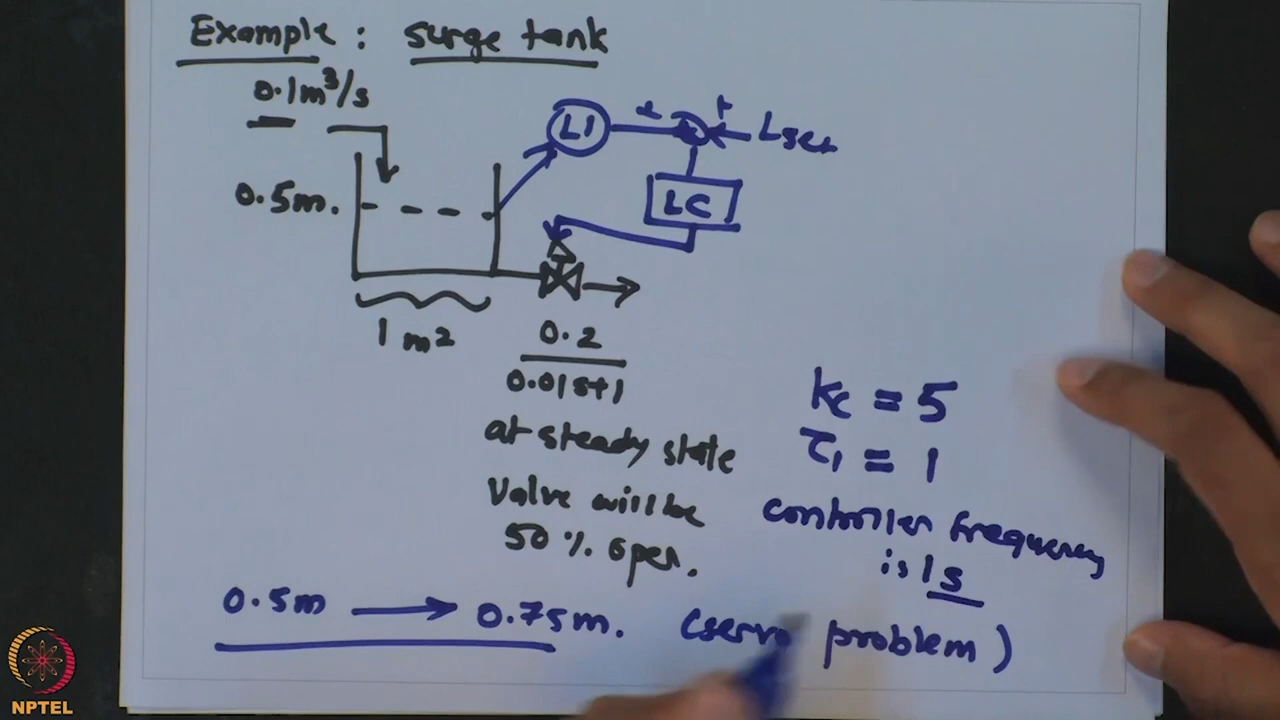 Example : surge tank
0.1m³/s
LI
± + Lset
0.5m.
LC
1 m²
0.2
0.01s+1
at steady state
valve will be
50 % open.
Kc = 5
τI = 1
controller frequency
is 1s
0.5m → 0.75m. (servo problem)
NPTEL